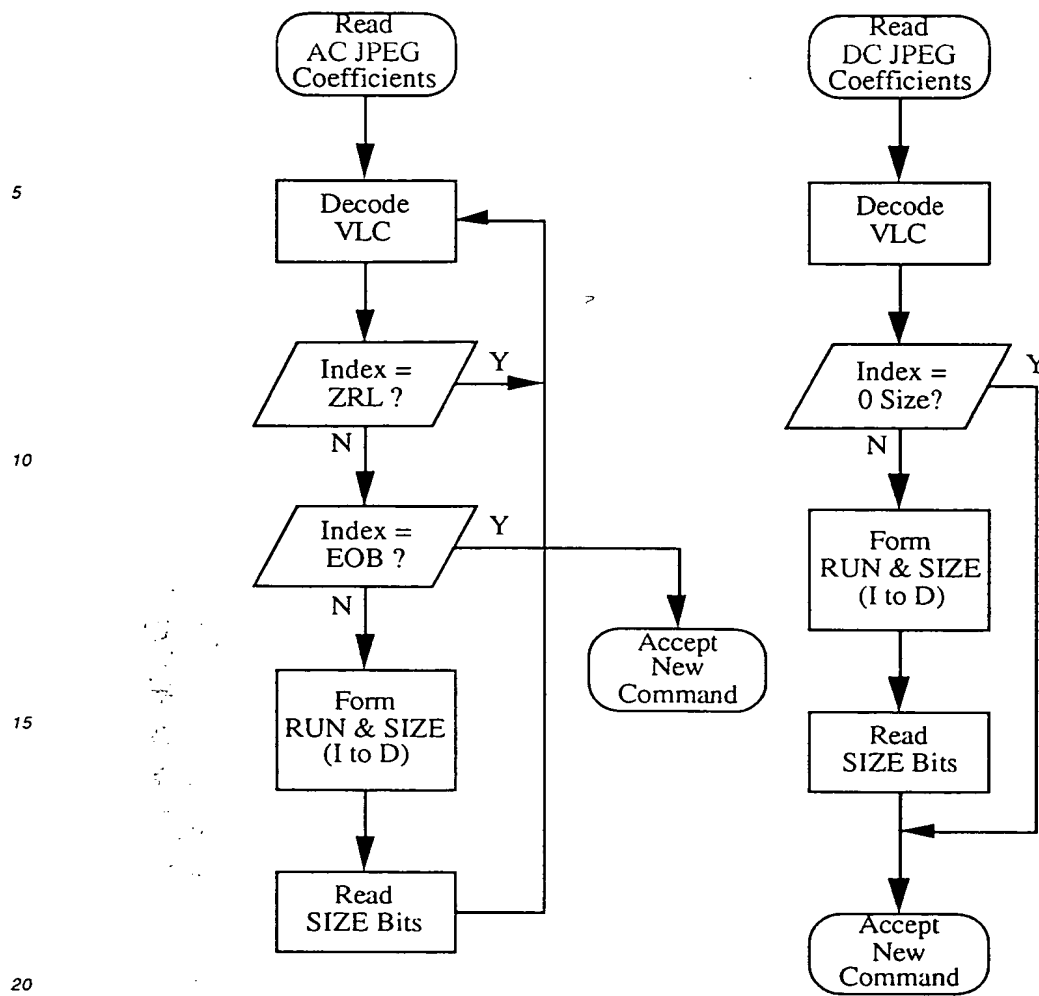 Read
AC JPEG
Coefficients
5
Decode
VLC
Index =
ZRL ?
Y
N
10
Index =
EOB ?
Y
N
Accept
New
Command
15
Form
RUN & SIZE
(I to D)
Read
SIZE Bits
20
Read
DC JPEG
Coefficients
Decode
VLC
Index =
0 Size?
Y
N
Form
RUN & SIZE
(I to D)
Read
SIZE Bits
Accept
New
Command